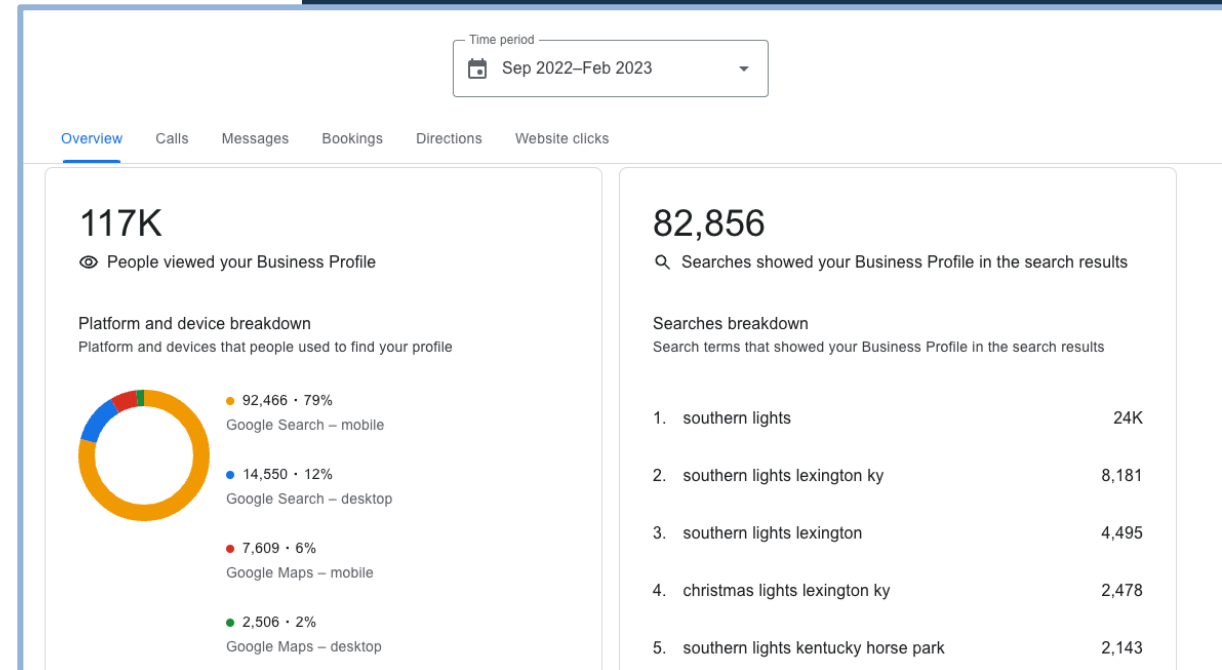 Time period
Sep 2022–Feb 2023
Overview Calls Messages Bookings Directions Website clicks
117K
People viewed your Business Profile
Platform and device breakdown
Platform and devices that people used to find your profile
92,466 · 79%
Google Search – mobile
14,550 · 12%
Google Search – desktop
7,609 · 6%
Google Maps – mobile
2,506 · 2%
Google Maps – desktop
82,856
Searches showed your Business Profile in the search results
Searches breakdown
Search terms that showed your Business Profile in the search results
1. southern lights 24K
2. southern lights lexington ky 8,181
3. southern lights lexington 4,495
4. christmas lights lexington ky 2,478
5. southern lights kentucky horse park 2,143